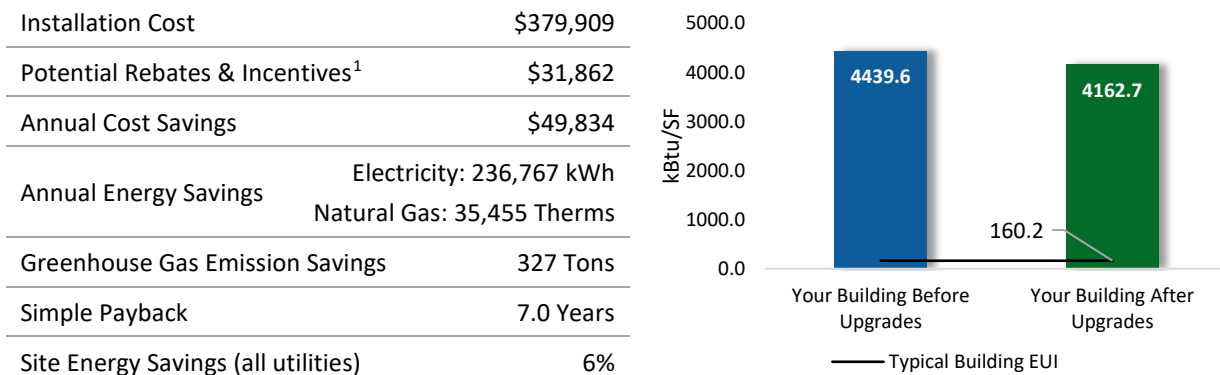 Installation Cost $379,909
Potential Rebates & Incentives1 $31,862
Annual Cost Savings $49,834
Annual Energy Savings
Electricity: 236,767 kWh
Natural Gas: 35,455 Therms
Greenhouse Gas Emission Savings 327 Tons
Simple Payback 7.0 Years
Site Energy Savings (all utilities) 6%
kBtu/SF
5000.0
4000.0
3000.0
2000.0
1000.0
0.0
4439.6
4162.7
160.2
Your Building Before
Upgrades
Your Building After
Upgrades
Typical Building EUI